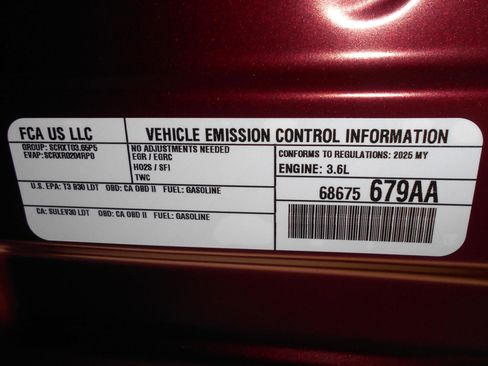 FCA US LLC
VEHICLE EMISSION CONTROL INFORMATION
GROUP: SCRXT03.65P5
EVAP: SCRXR0204RP0
NO ADJUSTMENTS NEEDED
EGR / EGRC
HO2S / SFI
TWC
CONFORMS TO REGULATIONS: 2025 MY
ENGINE: 3.6L
U.S. EPA: T3 B30 LDT OBD: CA OBD II FUEL: GASOLINE
CA: SULEV30 LDT OBD: CA OBD II FUEL: GASOLINE
68675 679AA